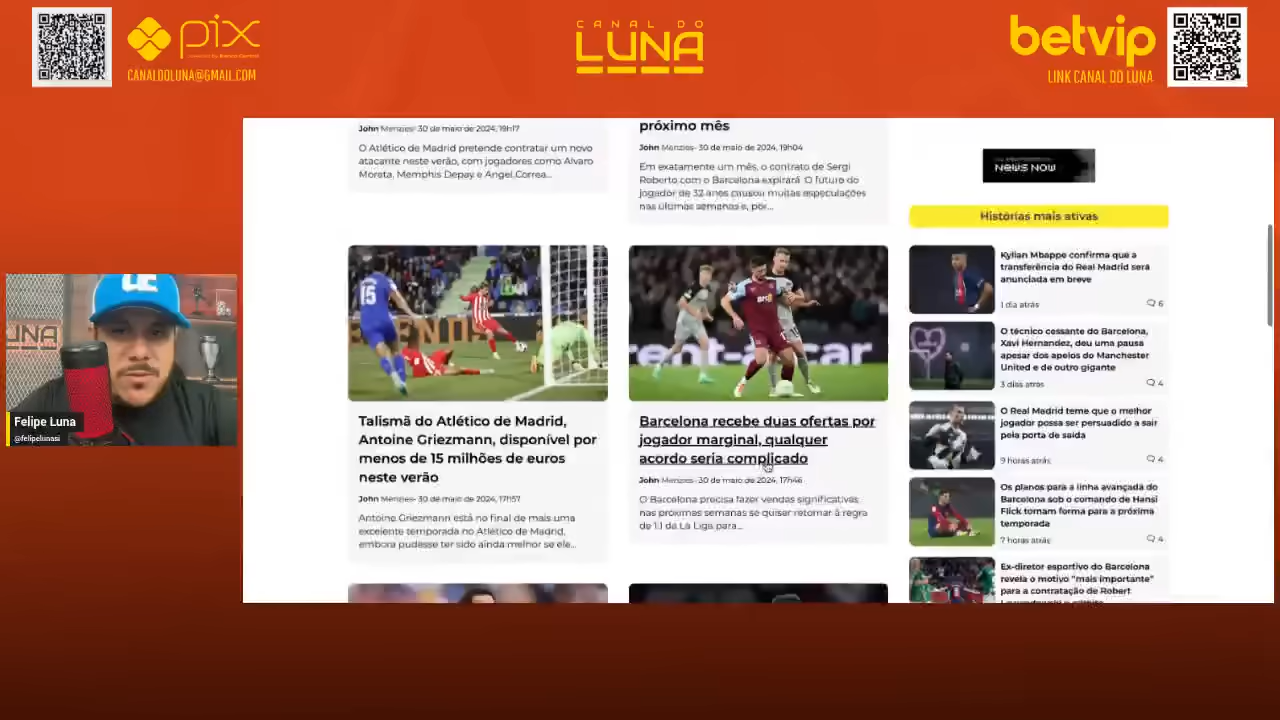 pix
powered by Banco Central
CANALDOLUNA@GMAIL.COM
CANAL DO
LUNA
betvip
LINK CANAL DO LUNA
John Menzies- 30 de maio de 2024, 19h17
O Atlético de Madrid pretende contratar um novo
atacante neste verão, com jogadores como Alvaro
Morata, Memphis Depay e Angel Correa...
próximo mês
John Menzies- 30 de maio de 2024, 19h04
Em exatamente um mês, o contrato de Sergi
Roberto com o Barcelona expirará. O futuro do
jogador de 32 anos causou muitas especulações
nas últimas semanas e, por...
NEWS NOW
Histórias mais ativas
Kylian Mbappe confirma que a
transferência do Real Madrid será
anunciada em breve
1 dia atrás
6
O técnico cessante do Barcelona,
Xavi Hernandez, deu uma pausa
apesar dos apelos do Manchester
United e de outro gigante
3 dias atrás
4
O Real Madrid teme que o melhor
jogador possa ser persuadido a sair
pela porta de saída
9 horas atrás
4
Os planos para a linha avançada do
Barcelona sob o comando de Hansi
Flick tomam forma para a próxima
temporada
7 horas atrás
4
Ex-diretor esportivo do Barcelona
revela o motivo "mais importante"
para a contratação de Robert
15
Talismã do Atlético de Madrid,
Antoine Griezmann, disponível por
menos de 15 milhões de euros
neste verão
John Menzies- 30 de maio de 2024, 17h57
Antoine Griezmann está no final de mais uma
excelente temporada no Atlético de Madrid,
embora pudesse ter sido ainda melhor se ele...
ent-a-car
Barcelona recebe duas ofertas por
jogador marginal, qualquer
acordo seria complicado
John Menzies- 30 de maio de 2024, 17h46
O Barcelona precisa fazer vendas significativas
nas próximas semanas se quiser retornar à regra
de 1:1 da La Liga para...
LUNA
Felipe Luna
@felipelunasi